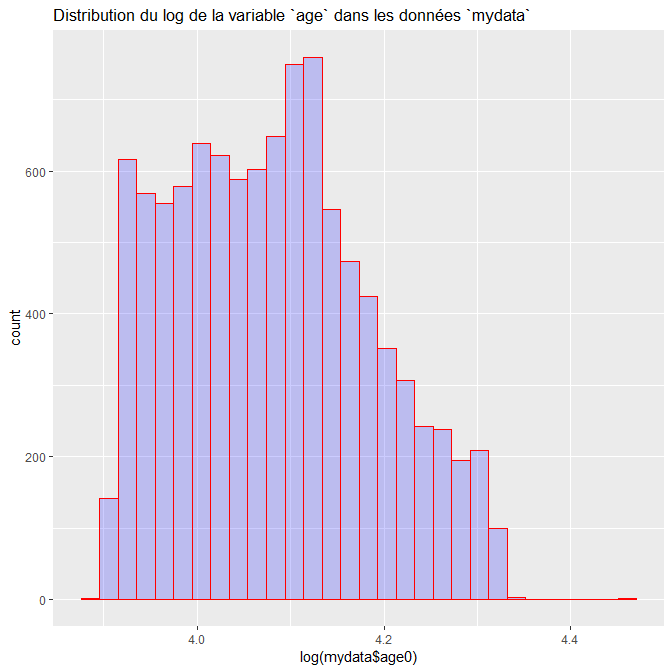 Distribution du log de la variable `age` dans les données `mydata`
count
600
400
200
0
4.0
4.2
4.4
log(mydata$age0)